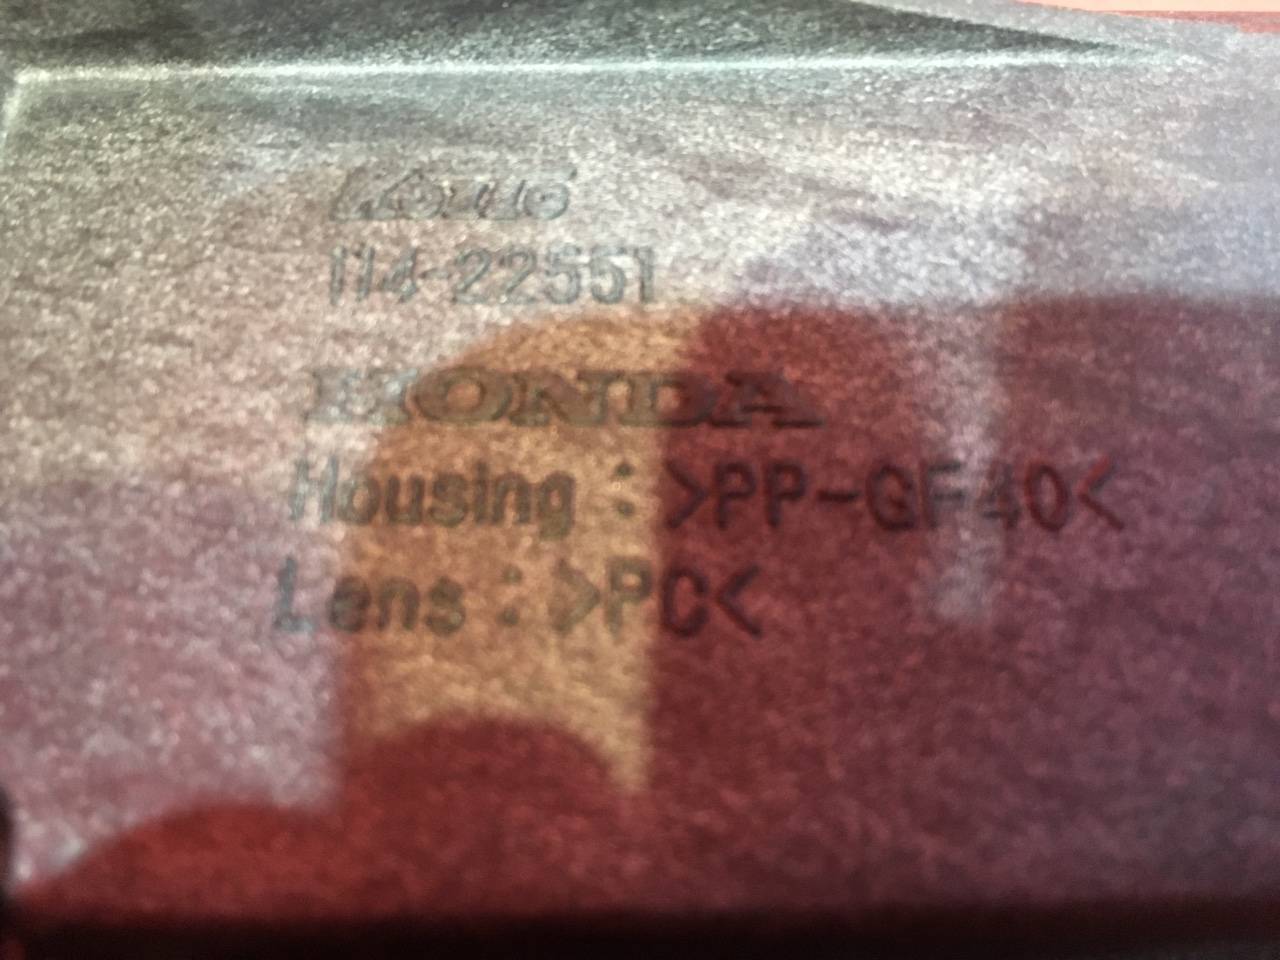 114-22551
HONDA
Housing : >PP-GF40<
Lens : >PC<